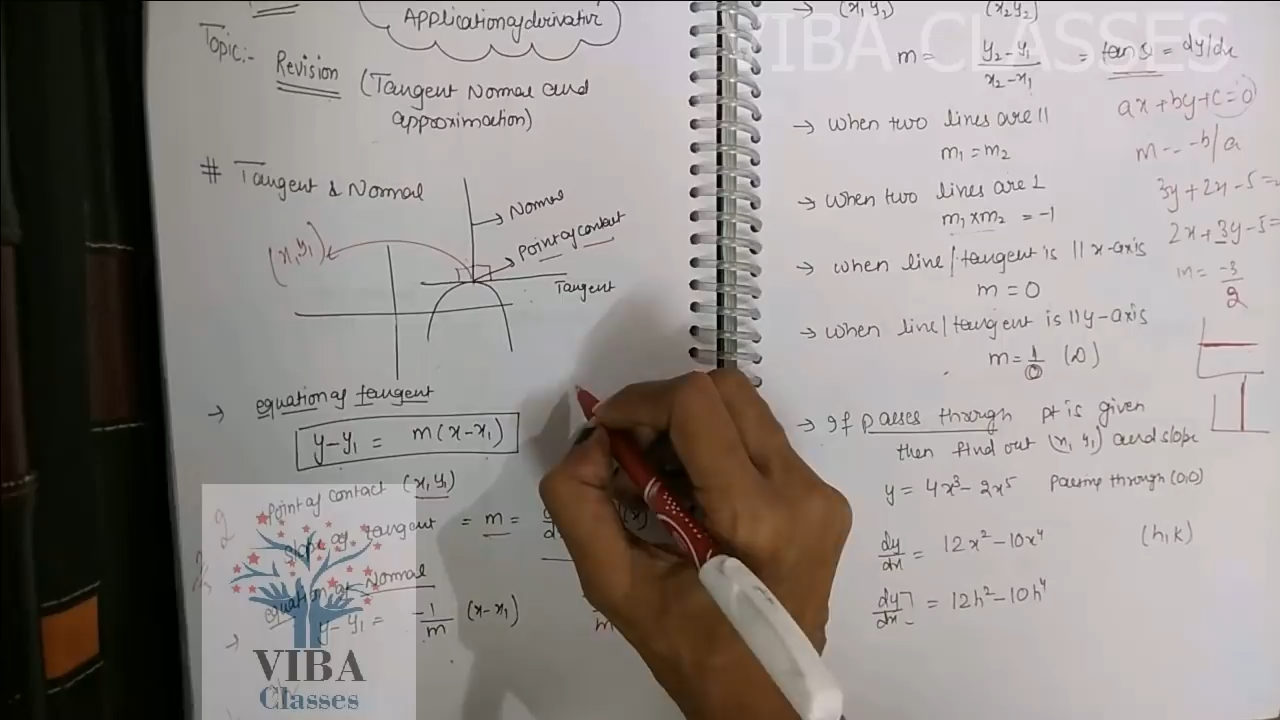 Application of derivative
Topic:-
Revision (Tangent Normal and
approximation)
# Tangent & Normal
Normal
Point of contact
Tangent
(x, y₁)
→ equation of tangent
y-y₁ = m(x-x₁)
point of contact (x, y₁)
slope of tangent = m =
equation of Normal
→ y-y₁ = -1/m (x-x₁)
VIBA
Classes
VIBA CLASSES
→ (x₁ y₁) (x₂ y₂)
m = y₂-y₁/x₂-x₁ = tan = dy/dx
ax+by+c=0
→ when two lines are ||
m₁ = m₂
m = -b/a
→ when two lines are ⊥
m₁ x m₂ = -1
3y+2x-5=
2x+3y-5=
→ when line/tangent is || x-axis
m = 0
m = -3/2
→ when line/tangent is || y-axis
m = 1/0 (∞)
→ If passes through pt is given
then find out (x, y₁) and slope
y = 4x³-2x⁵ passing through (0,0)
dy/dx = 12x²-10x⁴ (h,k)
dy/dx] = 12h²-10h⁴